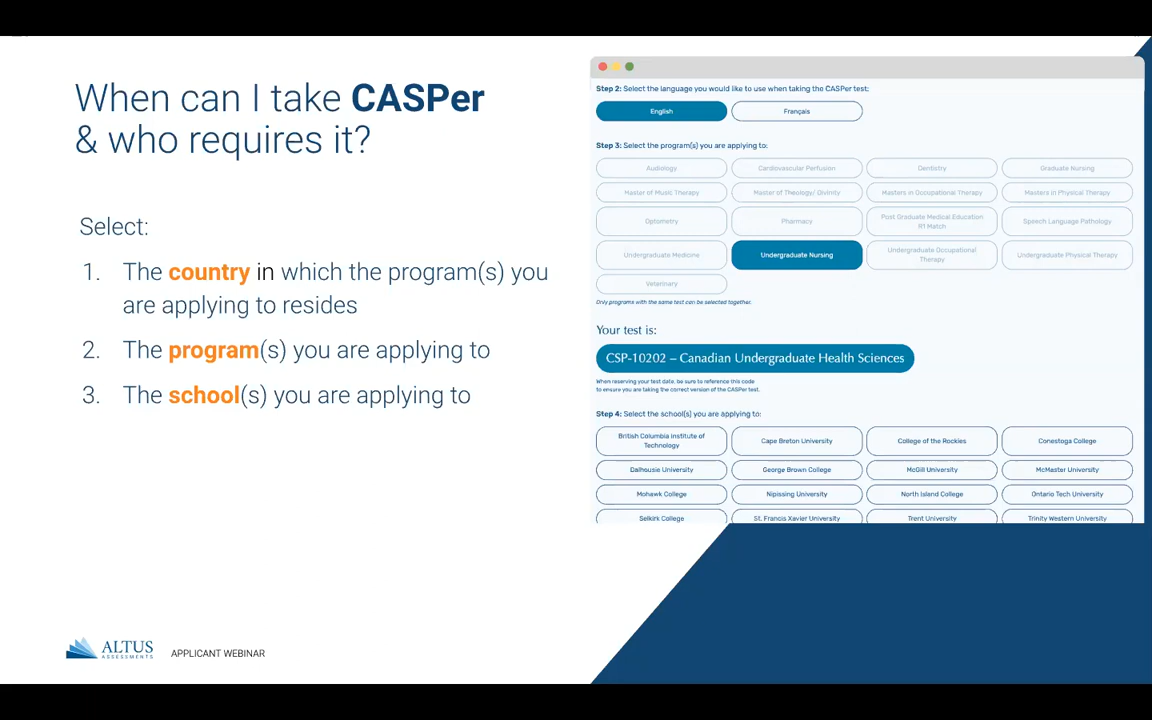 When can I take CASPer
& who requires it?
Select:
1. The country in which the program(s) you
are applying to resides
2. The program(s) you are applying to
3. The school(s) you are applying to
ALTUS
ASSESSMENTS
APPLICANT WEBINAR
Step 2: Select the language you would like to use when taking the CASPer test:
English
Français
Step 3: Select the program(s) you are applying to:
Audiology
Cardiovascular Perfusion
Dentistry
Graduate Nursing
Master of Music Therapy
Master of Theology/ Divinity
Masters in Occupational Therapy
Masters in Physical Therapy
Optometry
Pharmacy
Post Graduate Medical Education
R1 Match
Speech Language Pathology
Undergraduate Medicine
Undergraduate Nursing
Undergraduate Occupational
Therapy
Undergraduate Physical Therapy
Veterinary
Only programs with the same test can be selected together.
Your test is:
CSP-10202 – Canadian Undergraduate Health Sciences
When reserving your test date, be sure to reference this code
to ensure you are taking the correct version of the CASPer test.
Step 4: Select the school(s) you are applying to:
British Columbia Institute of
Technology
Cape Breton University
College of the Rockies
Conestoga College
Dalhousie University
George Brown College
McGill University
McMaster University
Mohawk College
Nipissing University
North Island College
Ontario Tech University
Selkirk College
St. Francis Xavier University
Trent University
Trinity Western University